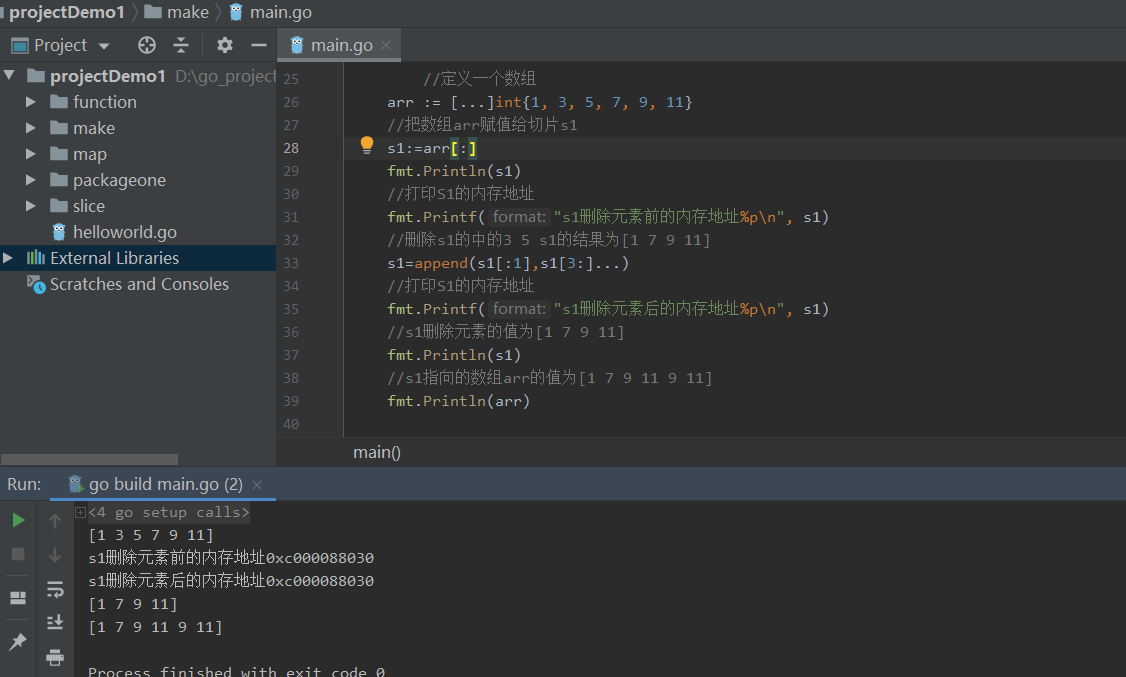 projectDemo1 make main.go
Project
main.go
projectDemo1 D:\go_project
function
make
map
packageone
slice
helloworld.go
External Libraries
Scratches and Consoles
25 //定义一个数组
26 arr := [...]int{1, 3, 5, 7, 9, 11}
27 //把数组arr赋值给切片s1
28 s1:=arr[:]
29 fmt.Println(s1)
30 //打印S1的内存地址
31 fmt.Printf( format: "s1删除元素前的内存地址%p\n", s1)
32 //删除s1的中的3 5 s1的结果为[1 7 9 11]
33 s1=append(s1[:1],s1[3:]...)
34 //打印S1的内存地址
35 fmt.Printf( format: "s1删除元素后的内存地址%p\n", s1)
36 //s1删除元素的值为[1 7 9 11]
37 fmt.Println(s1)
38 //s1指向的数组arr的值为[1 7 9 11 9 11]
39 fmt.Println(arr)
40
main()
Run: go build main.go (2)
<4 go setup calls>
[1 3 5 7 9 11]
s1删除元素前的内存地址0xc000088030
s1删除元素后的内存地址0xc000088030
[1 7 9 11]
[1 7 9 11 9 11]
Process finished with exit code 0